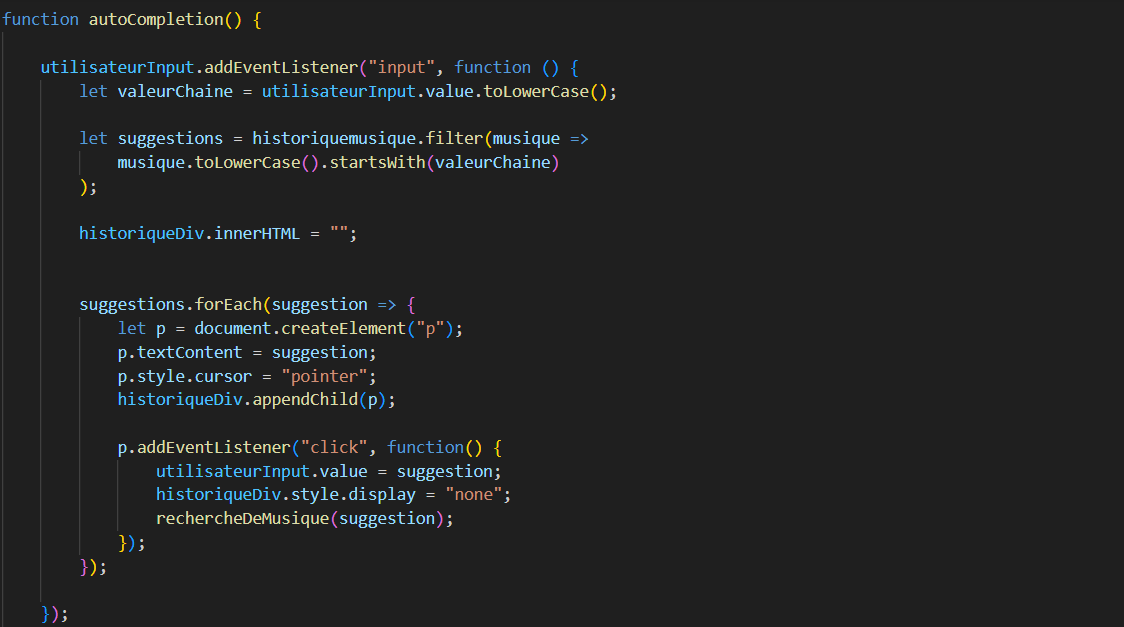 function autoCompletion() {
utilisateurInput.addEventListener("input", function () {
let valeurChaine = utilisateurInput.value.toLowerCase();
let suggestions = historiquemusique.filter(musique =>
musique.toLowerCase().startsWith(valeurChaine)
);
historiqueDiv.innerHTML = "";
suggestions.forEach(suggestion => {
let p = document.createElement("p");
p.textContent = suggestion;
p.style.cursor = "pointer";
historiqueDiv.appendChild(p);
p.addEventListener("click", function() {
utilisateurInput.value = suggestion;
historiqueDiv.style.display = "none";
rechercheDeMusique(suggestion);
});
});
});